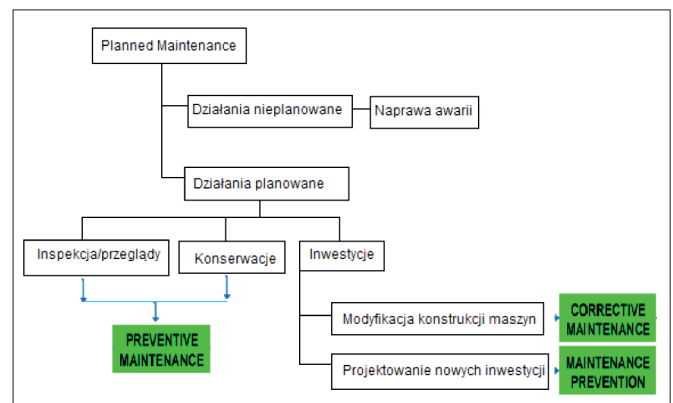 Planned Maintenance
Działania nieplanowane
Naprawa awarii
Działania planowane
Inspekcja/przeglądy
Konserwacje
Inwestycje
Modyfikacja konstrukcji maszyn
CORRECTIVE
MAINTENANCE
PREVENTIVE
MAINTENANCE
Projektowanie nowych inwestycji
MAINTENANCE
PREVENTION